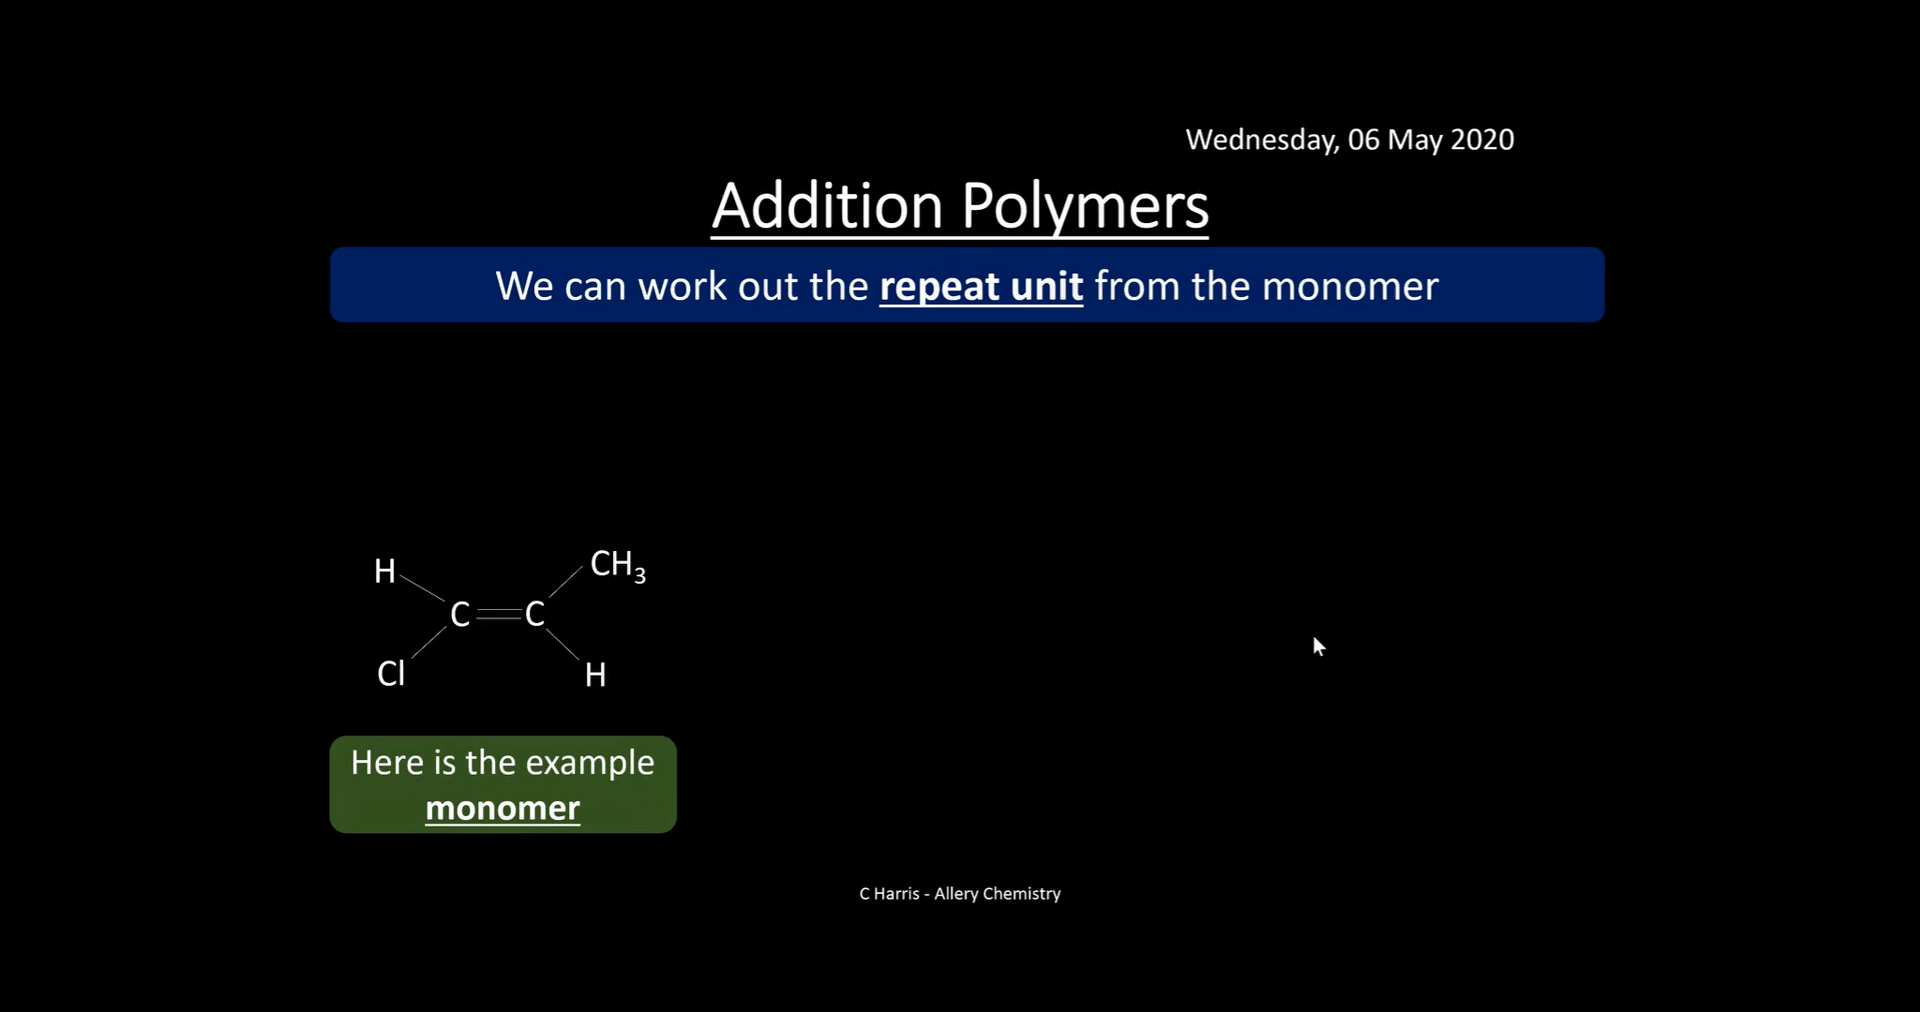 Wednesday, 06 May 2020
Addition Polymers
We can work out the repeat unit from the monomer
H CH₃
C C
Cl H
Here is the example
monomer
C Harris - Allery Chemistry